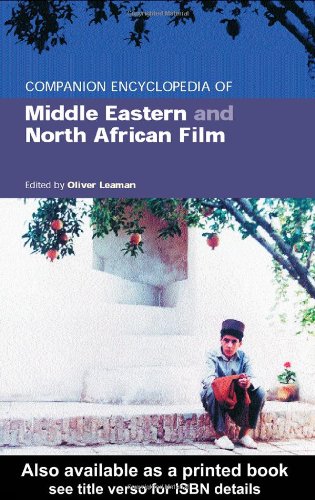 COMPANION ENCYCLOPEDIA OF
Middle Eastern and
North African Film
Edited by Oliver Leaman
Also available as a printed book
see title verso for ISBN details